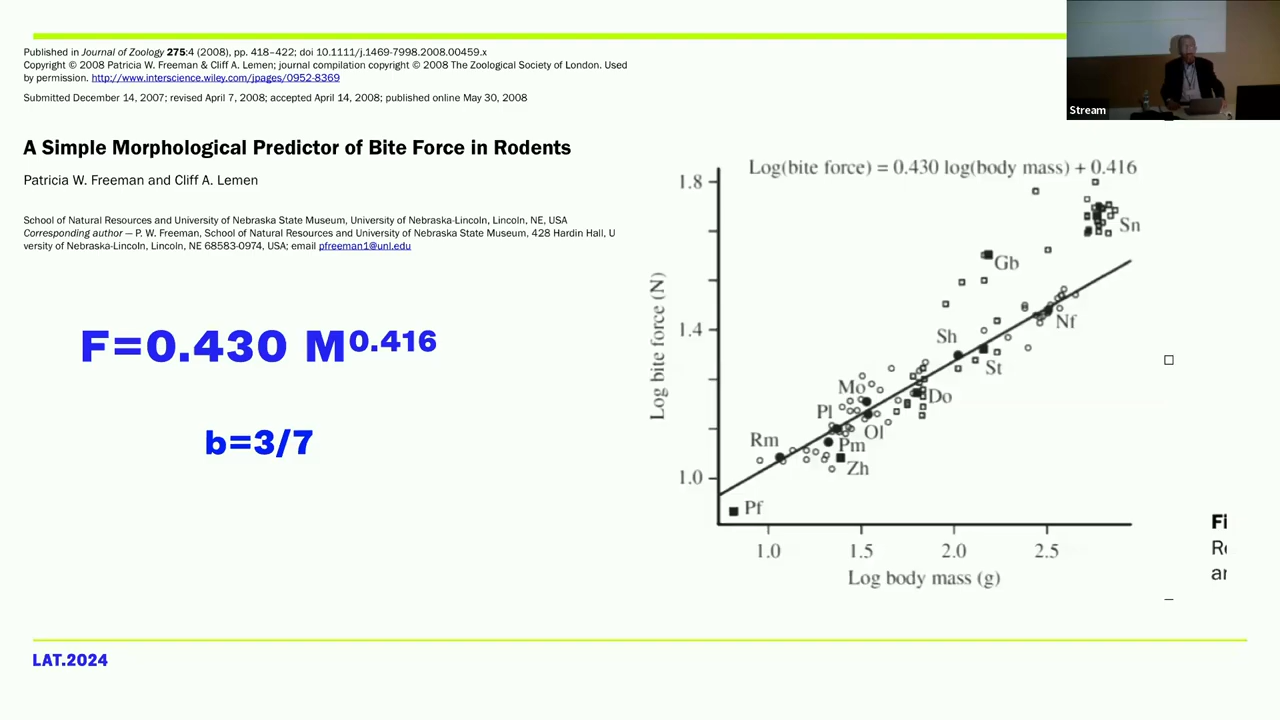 Published in Journal of Zoology 275:4 (2008), pp. 418–422; doi 10.1111/j.1469-7998.2008.00459.x
Copyright © 2008 Patricia W. Freeman & Cliff A. Lemen; journal compilation copyright © 2008 The Zoological Society of London. Used
by permission. http://www.interscience.wiley.com/jpages/0952-8369
Submitted December 14, 2007; revised April 7, 2008; accepted April 14, 2008; published online May 30, 2008
A Simple Morphological Predictor of Bite Force in Rodents
Patricia W. Freeman and Cliff A. Lemen
School of Natural Resources and University of Nebraska State Museum, University of Nebraska-Lincoln, Lincoln, NE, USA
Corresponding author — P. W. Freeman, School of Natural Resources and University of Nebraska State Museum, 428 Hardin Hall, U
versity of Nebraska-Lincoln, Lincoln, NE 68583-0974, USA; email pfreeman1@unl.edu
F=0.430 M^0.416
b=3/7
Stream
Log(bite force) = 0.430 log(body mass) + 0.416
1.8
1.4
1.0
Log bite force (N)
Sn
Gb
Nf
Sh
St
Mo
Do
Pl
Ol
Rm
Pm
Zh
Pf
1.0 1.5 2.0 2.5
Log body mass (g)
Fi
Re
ar
LAT.2024